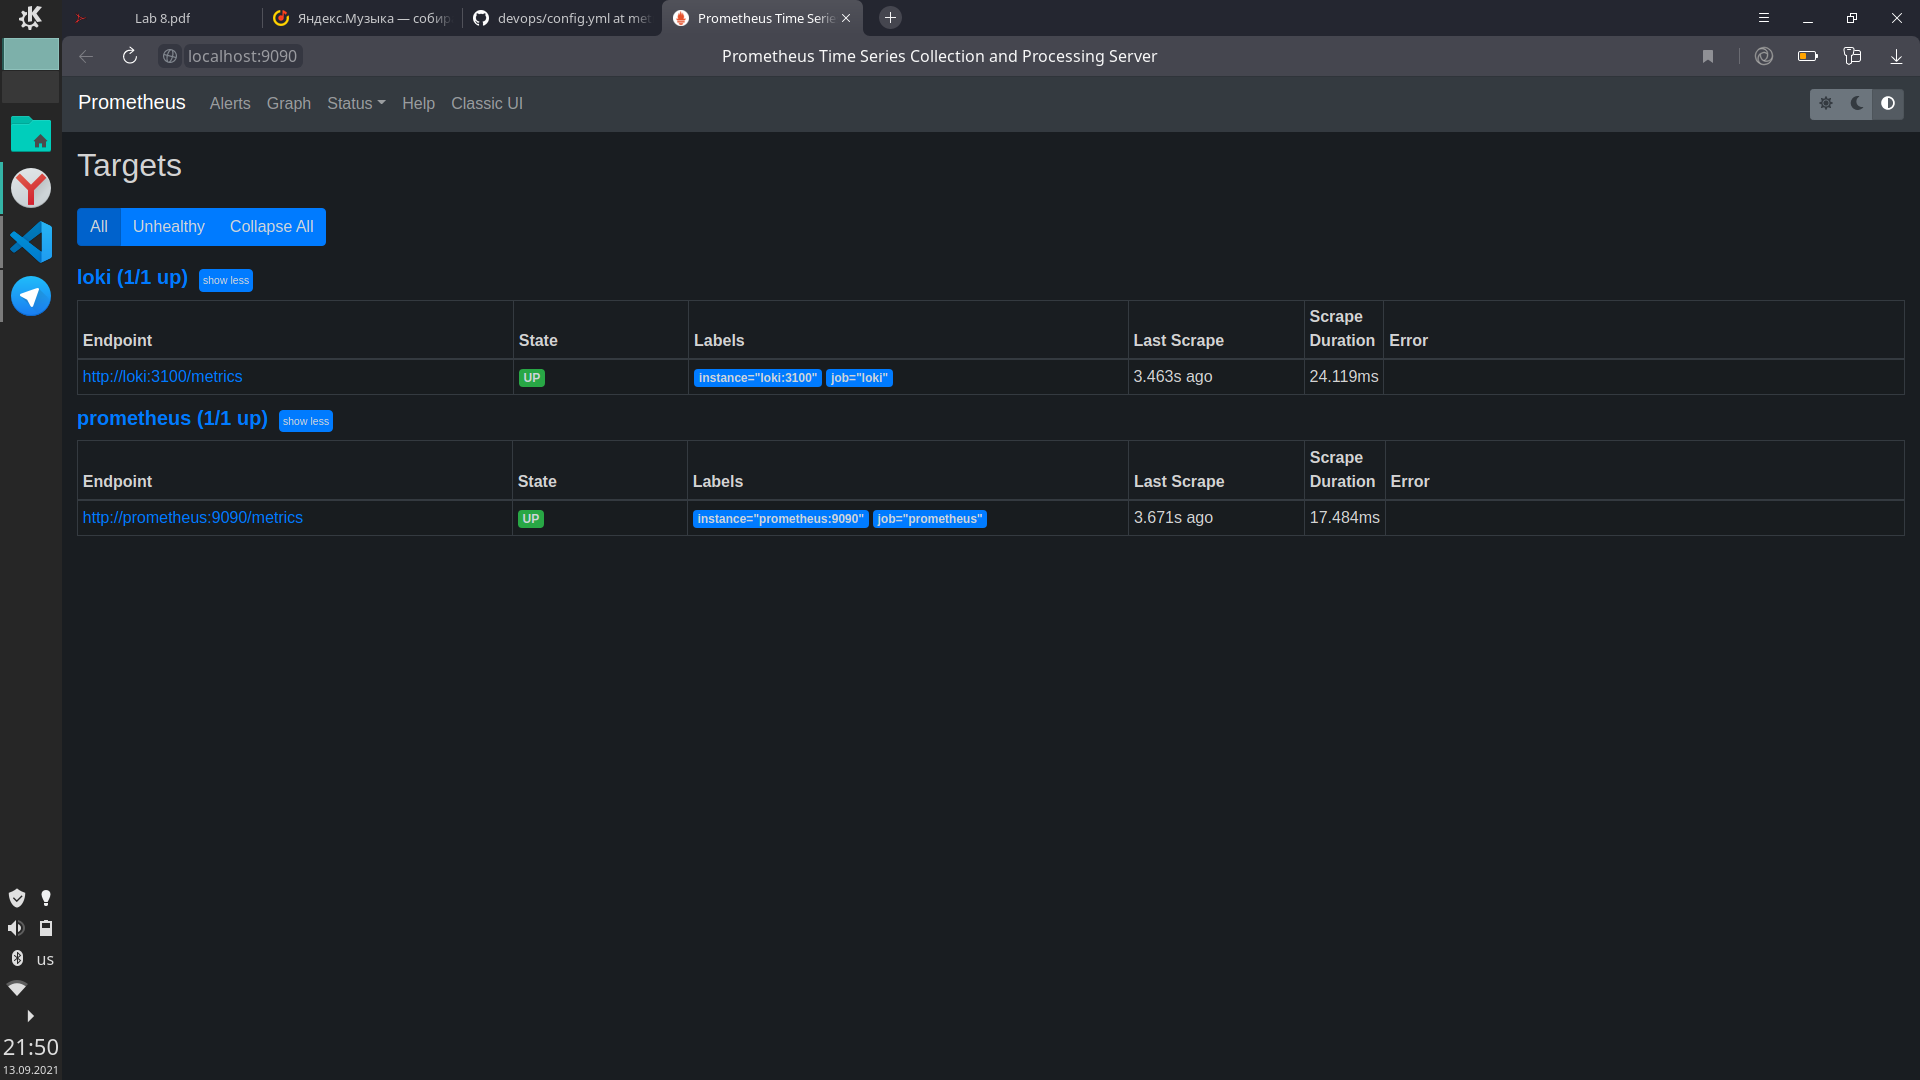 Lab 8.pdf
Яндекс.Музыка — собир
devops/config.yml at met
Prometheus Time Serie
localhost:9090
Prometheus Time Series Collection and Processing Server
Prometheus Alerts Graph Status Help Classic UI
Targets
All Unhealthy Collapse All
loki (1/1 up) show less
Endpoint State Labels Last Scrape Scrape Duration Error
http://loki:3100/metrics UP instance="loki:3100" job="loki" 3.463s ago 24.119ms
prometheus (1/1 up) show less
Endpoint State Labels Last Scrape Scrape Duration Error
http://prometheus:9090/metrics UP instance="prometheus:9090" job="prometheus" 3.671s ago 17.484ms
us
21:50
13.09.2021